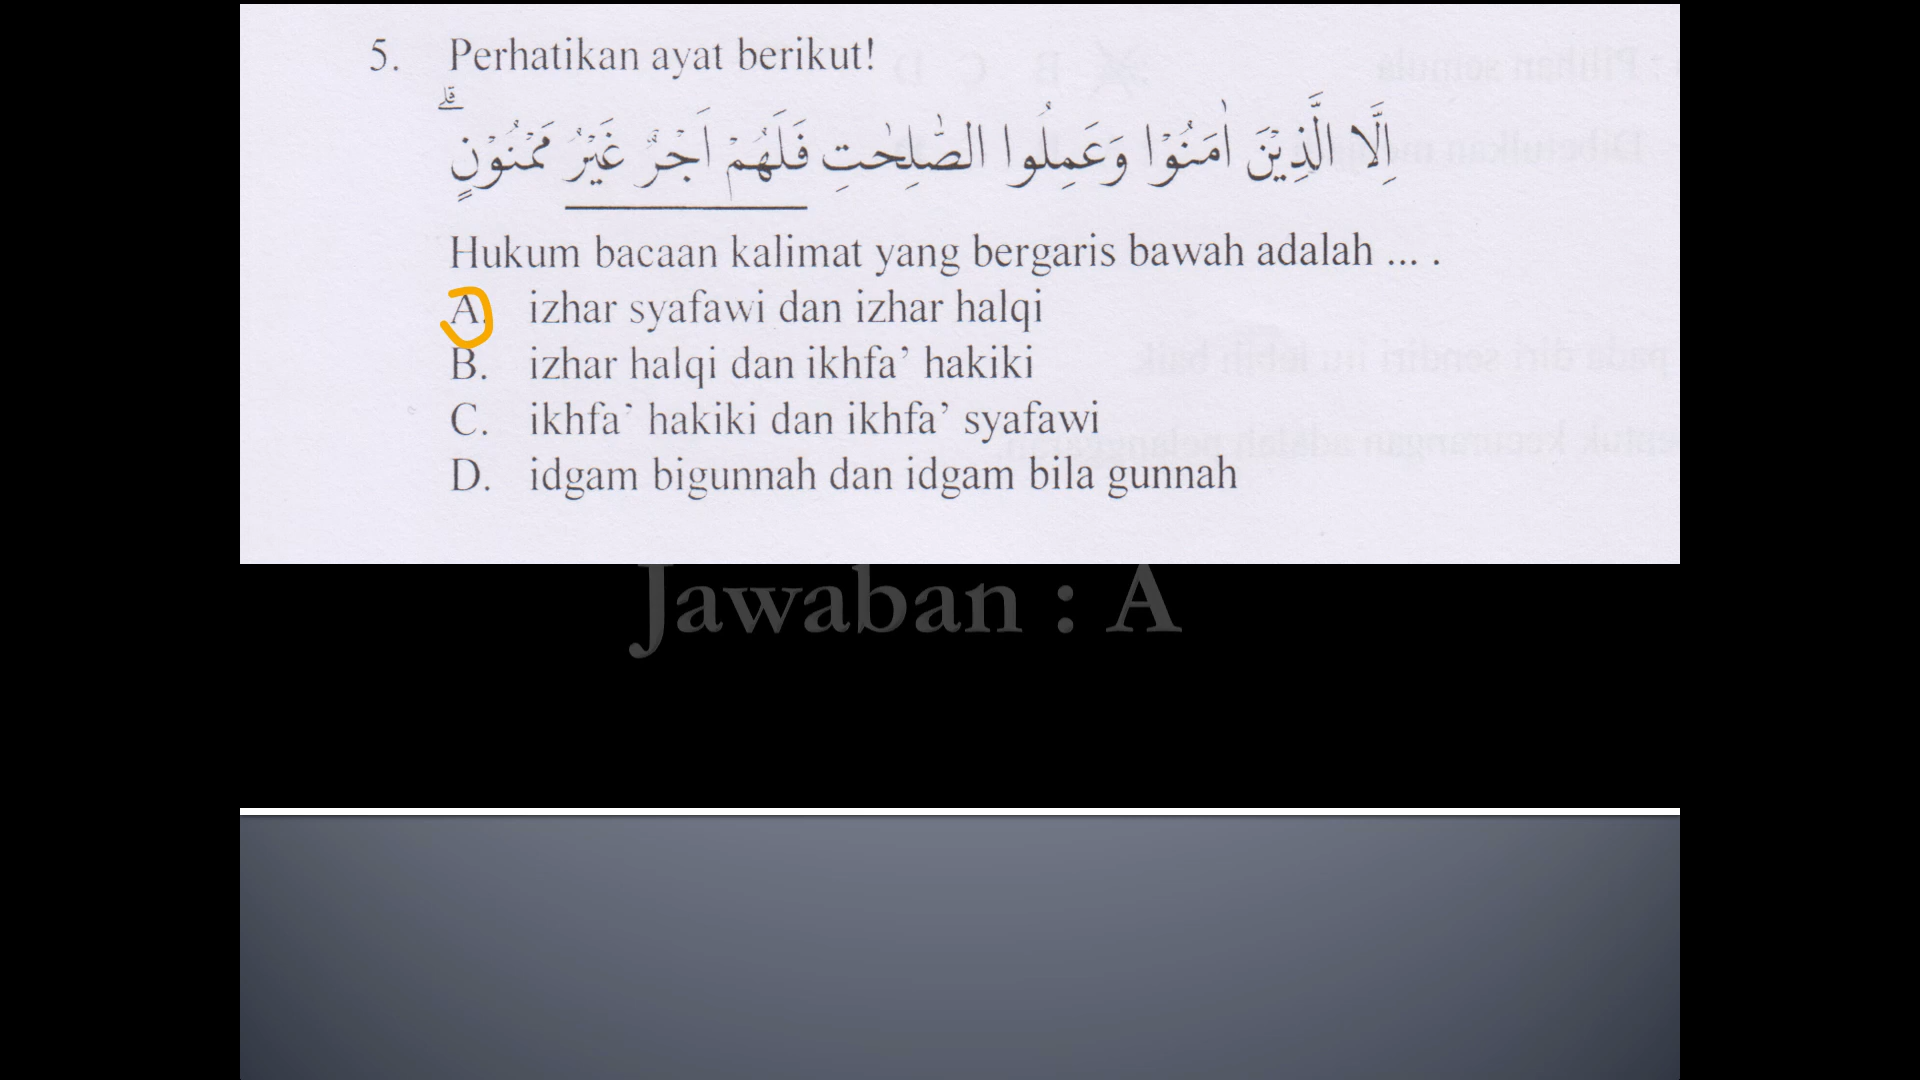 5. Perhatikan ayat berikut!
اِلَّا الَّذِيْنَ اٰمَنُوْا وَعَمِلُوا الصّٰلِحٰتِ فَلَهُمْ اَجْرٌ غَيْرُ مَمْنُوْنٍۗ
Hukum bacaan kalimat yang bergaris bawah adalah ... .
A. izhar syafawi dan izhar halqi
B. izhar halqi dan ikhfa’ hakiki
C. ikhfa’ hakiki dan ikhfa’ syafawi
D. idgam bigunnah dan idgam bila gunnah
Jawaban : A